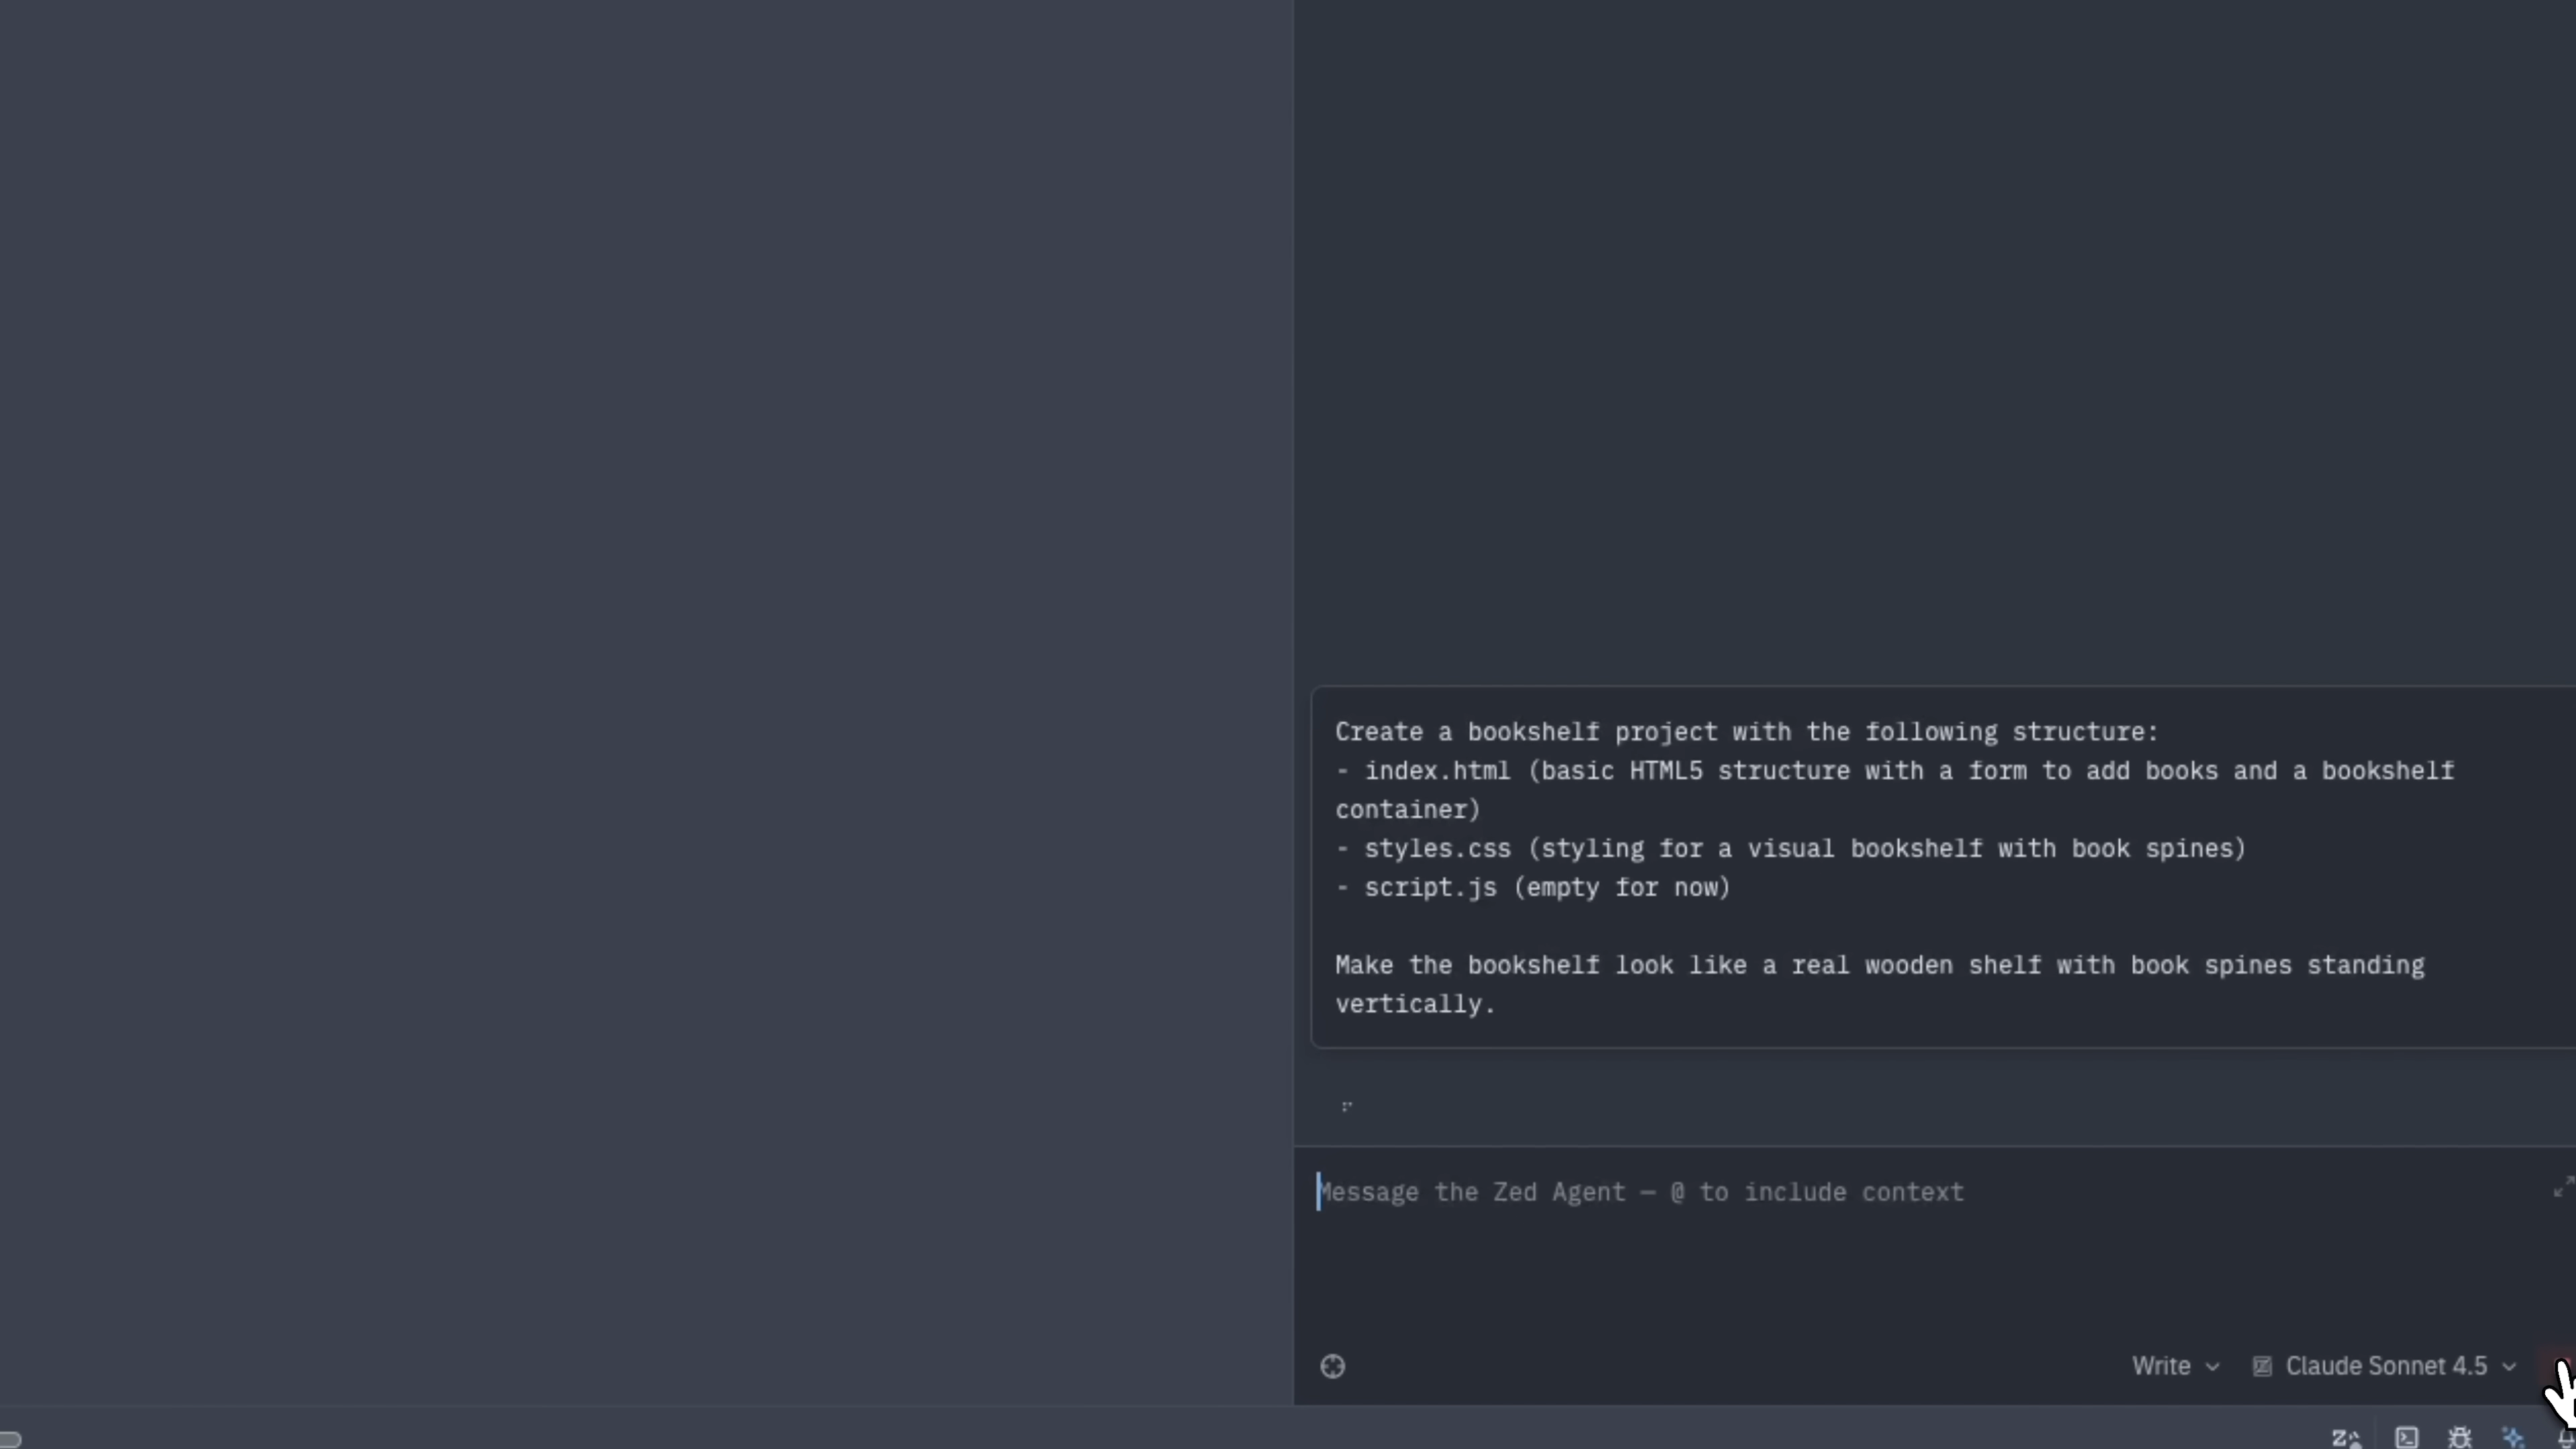 Create a bookshelf project with the following structure:
- index.html (basic HTML5 structure with a form to add books and a bookshelf
container)
- styles.css (styling for a visual bookshelf with book spines)
- script.js (empty for now)
Make the bookshelf look like a real wooden shelf with book spines standing
vertically.
Message the Zed Agent — @ to include context
Write
Claude Sonnet 4.5